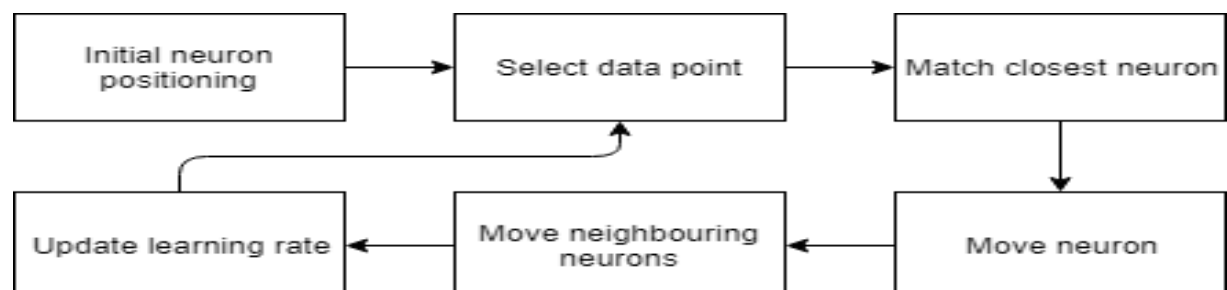 Initial neuron
positioning
Select data point
Match closest neuron
Update learning rate
Move neighbouring
neurons
Move neuron